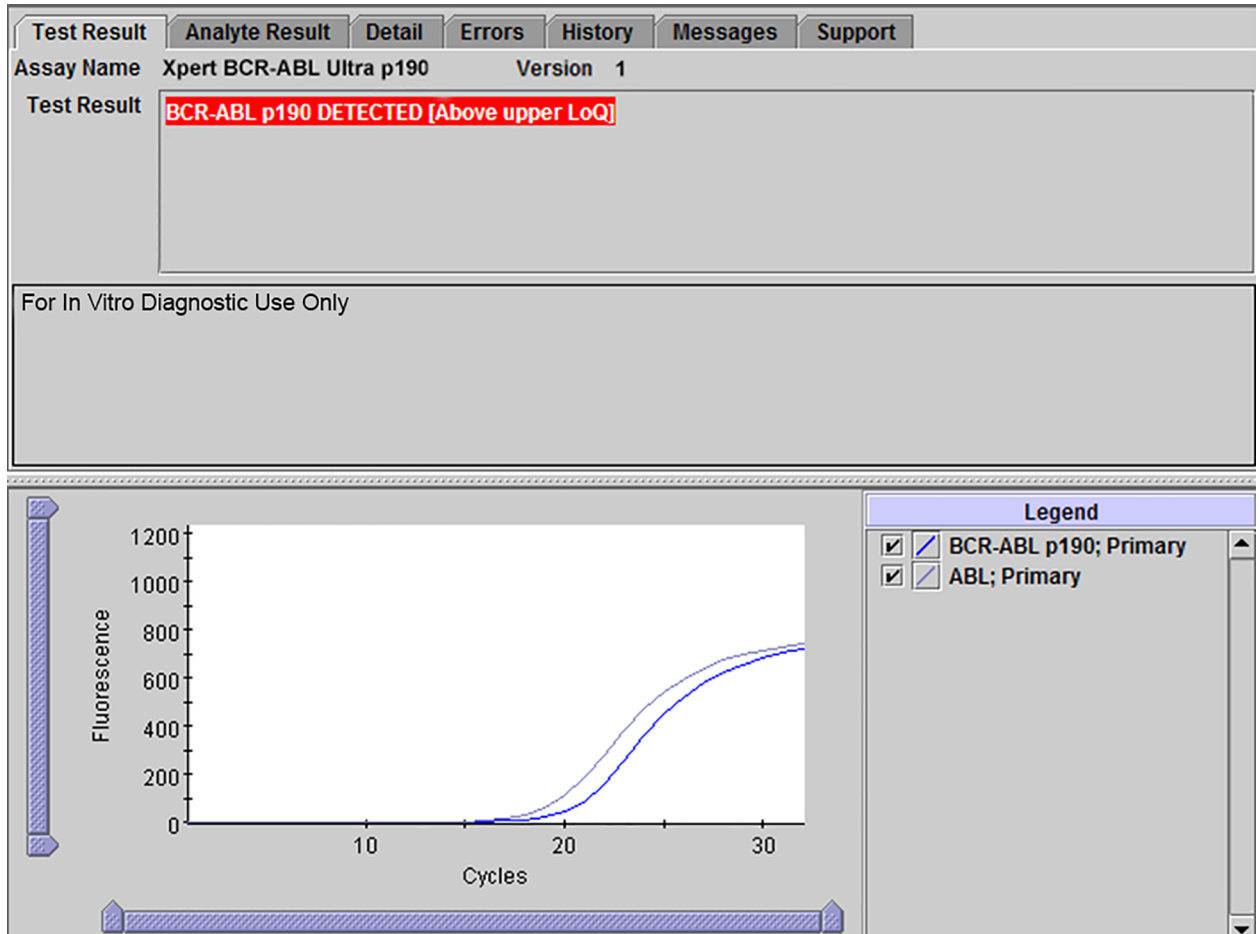 Test Result Analyte Result Detail Errors History Messages Support
Assay Name Xpert BCR-ABL Ultra p190 Version 1
Test Result BCR-ABL p190 DETECTED [Above upper LoQ]
For In Vitro Diagnostic Use Only
Legend
BCR-ABL p190; Primary
ABL; Primary
1200
1000
800
600
400
200
0
Fluorescence
10 20 30
Cycles